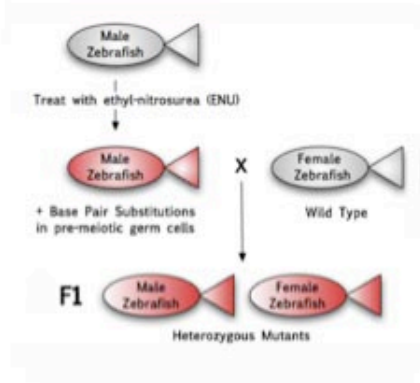 Male
Zebrafish
Treat with ethyl-nitrosurea (ENU)
Male
Zebrafish
X
Female
Zebrafish
+ Base Pair Substitutions
in pre-meiotic germ cells
Wild Type
F1
Male
Zebrafish
Female
Zebrafish
Heterozygous Mutants